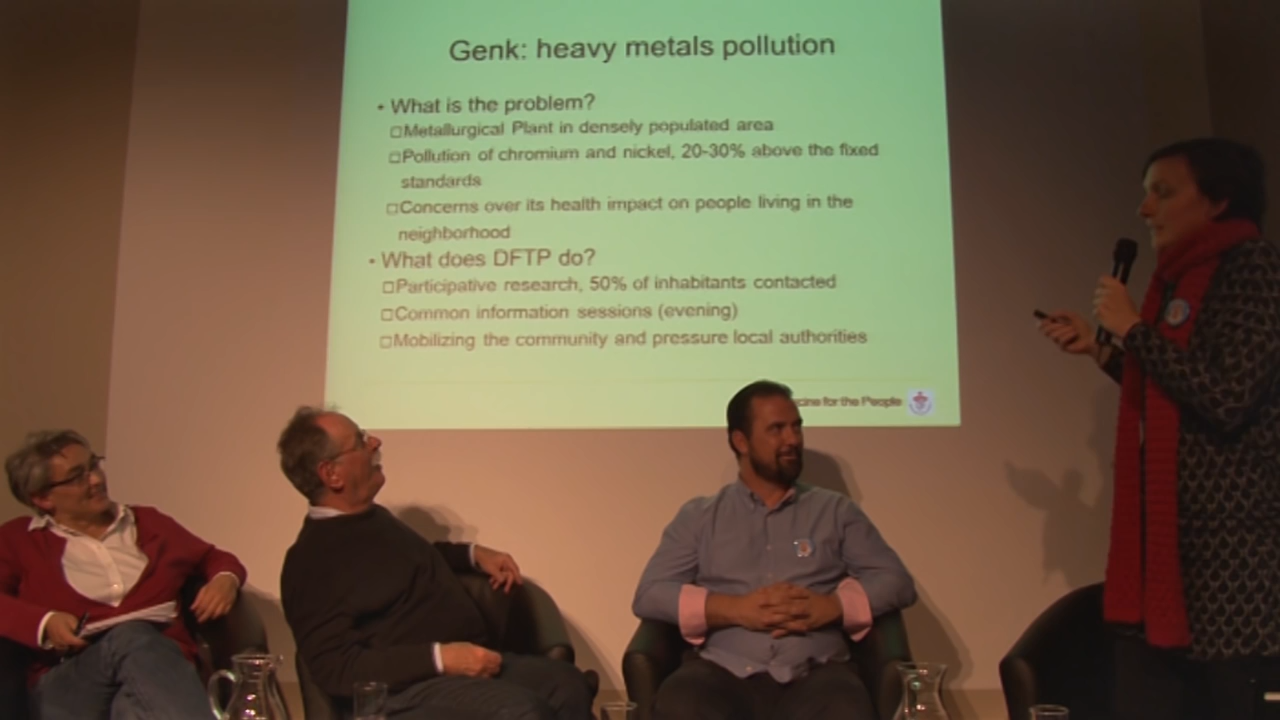 Genk: heavy metals pollution
• What is the problem?
□Metallurgical Plant in densely populated area
□Pollution of chromium and nickel, 20-30% above the fixed
standards
□Concerns over its health impact on people living in the
neighborhood
• What does DFTP do?
□Participative research, 50% of inhabitants contacted
□Common information sessions (evening)
□Mobilizing the community and pressure local authorities
cine for the People